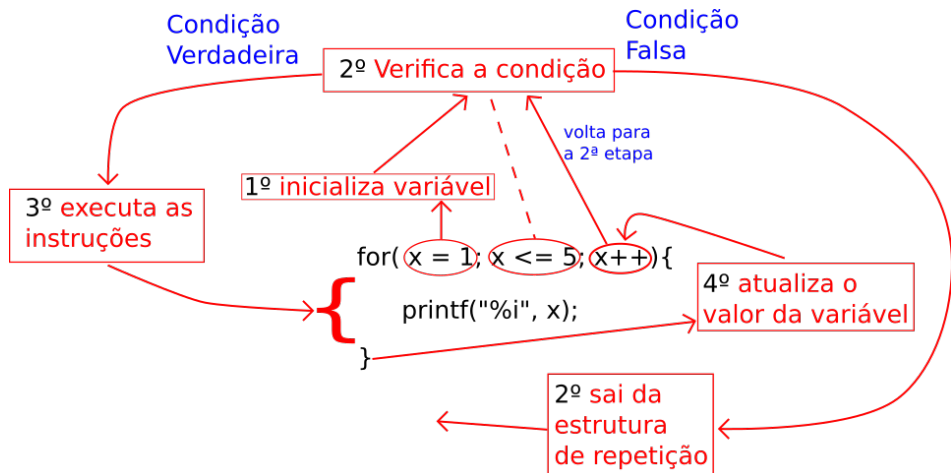 Condição
Verdadeira
Condição
Falsa
2º Verifica a condição
volta para
a 2ª etapa
1º inicializa variável
3º executa as
instruções
for( x = 1; x <= 5; x++){
{
printf("%i", x);
}
4º atualiza o
valor da variável
2º sai da
estrutura
de repetição